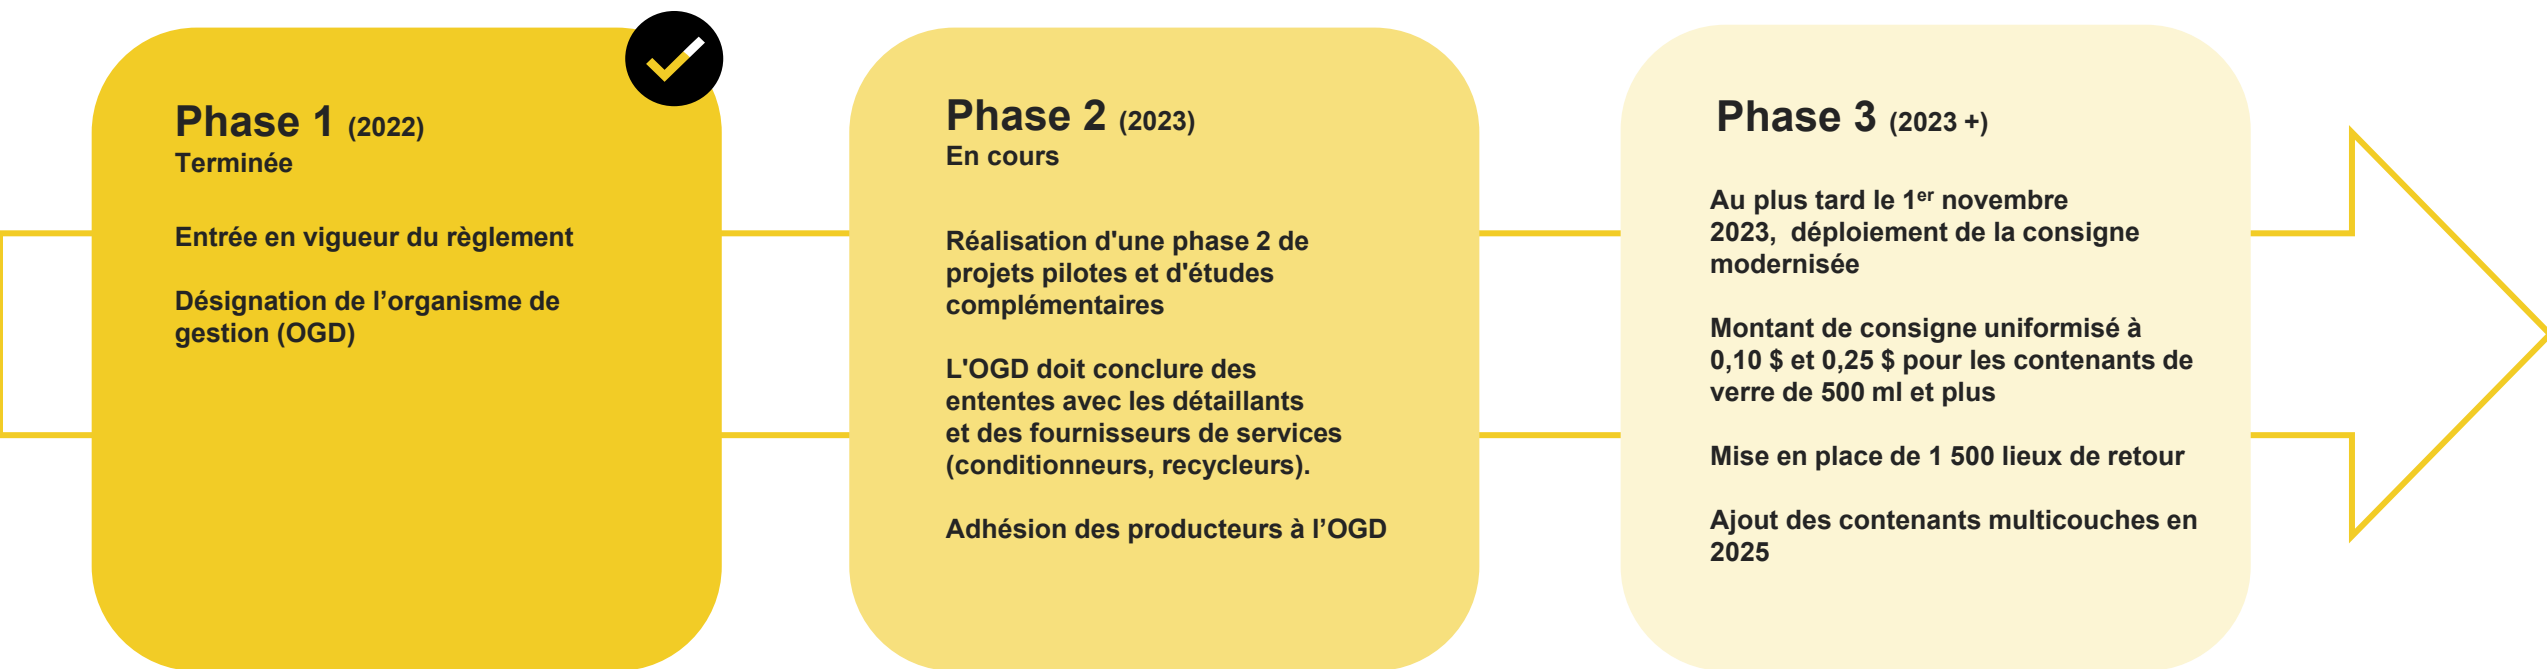 Phase 1 (2022)
Terminée
Entrée en vigueur du règlement
Désignation de l’organisme de
gestion (OGD)
Phase 2 (2023)
En cours
Réalisation d'une phase 2 de
projets pilotes et d'études
complémentaires
L'OGD doit conclure des
ententes avec les détaillants
et des fournisseurs de services
(conditionneurs, recycleurs).
Adhésion des producteurs à l’OGD
Phase 3 (2023 +)
Au plus tard le 1er novembre
2023, déploiement de la consigne
modernisée
Montant de consigne uniformisé à
0,10 $ et 0,25 $ pour les contenants de
verre de 500 ml et plus
Mise en place de 1 500 lieux de retour
Ajout des contenants multicouches en
2025